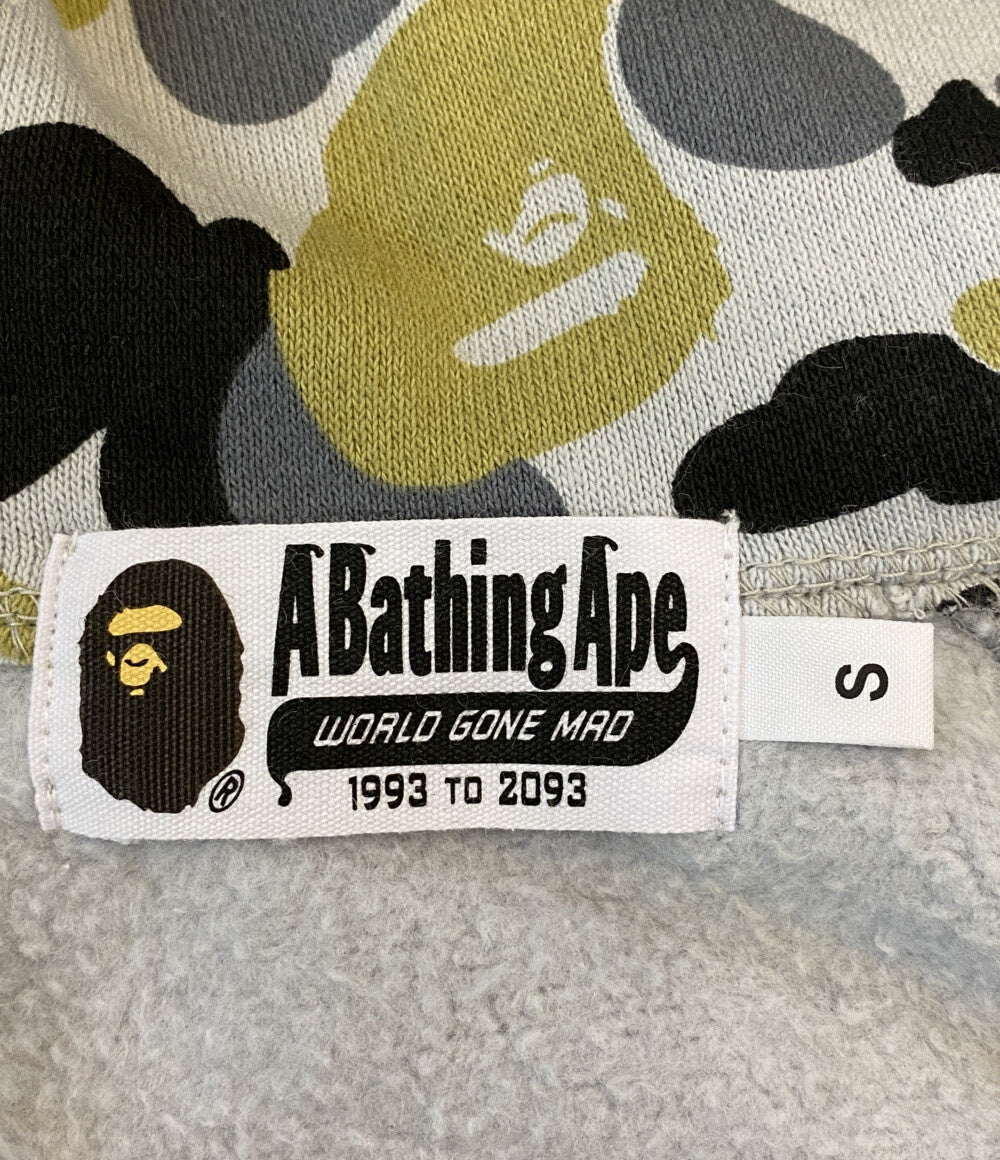 A Bathing Ape
WORLD GONE MAD
1993 TO 2093
®
S